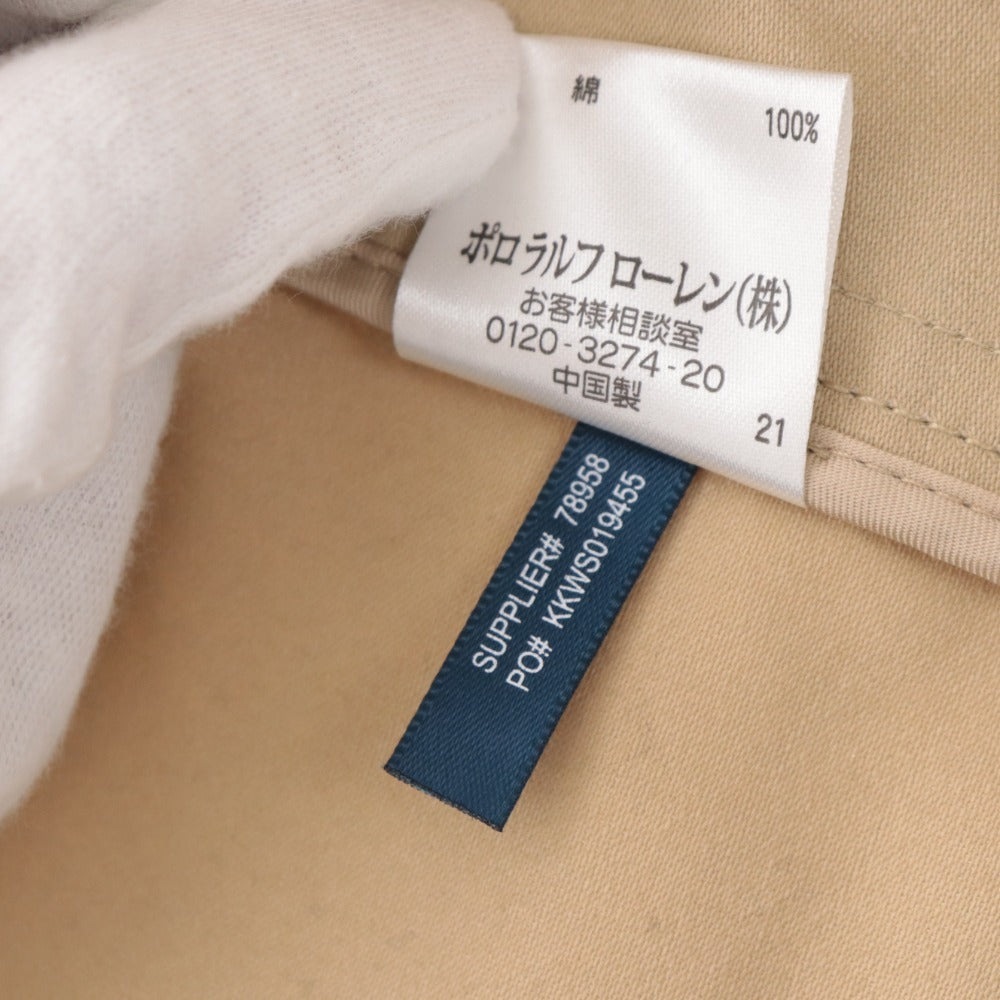 綿
100%
ポロ ラルフ ローレン(株)
お客様相談室
0120-3274-20
中国製
21
SUPPLIER# 78958
PO# KKWS019455